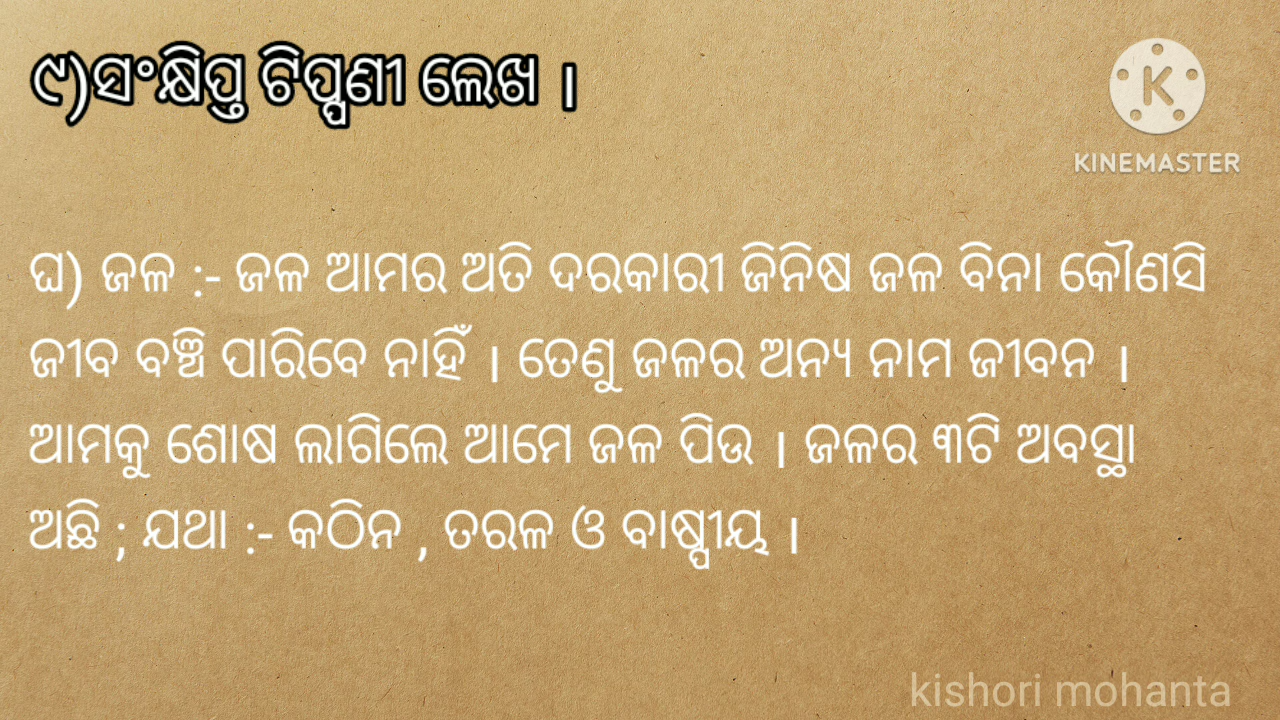 ୯)ସଂକ୍ଷିପ୍ତ ଟିପ୍ପଣୀ ଲେଖ ।
KINEMASTER
ଘ) ଜଳ :- ଜଳ ଆମର ଅତି ଦରକାରୀ ଜିନିଷ ଜଳ ବିନା କୌଣସି
ଜୀବ ବଞ୍ଚି ପାରିବେ ନାହିଁ । ତେଣୁ ଜଳର ଅନ୍ୟ ନାମ ଜୀବନ ।
ଆମକୁ ଶୋଷ ଲାଗିଲେ ଆମେ ଜଳ ପିଉ । ଜଳର ୩ଟି ଅବସ୍ଥା
ଅଛି ; ଯଥା :- କଠିନ , ତରଳ ଓ ବାଷ୍ପୀୟ ।
kishori mohanta